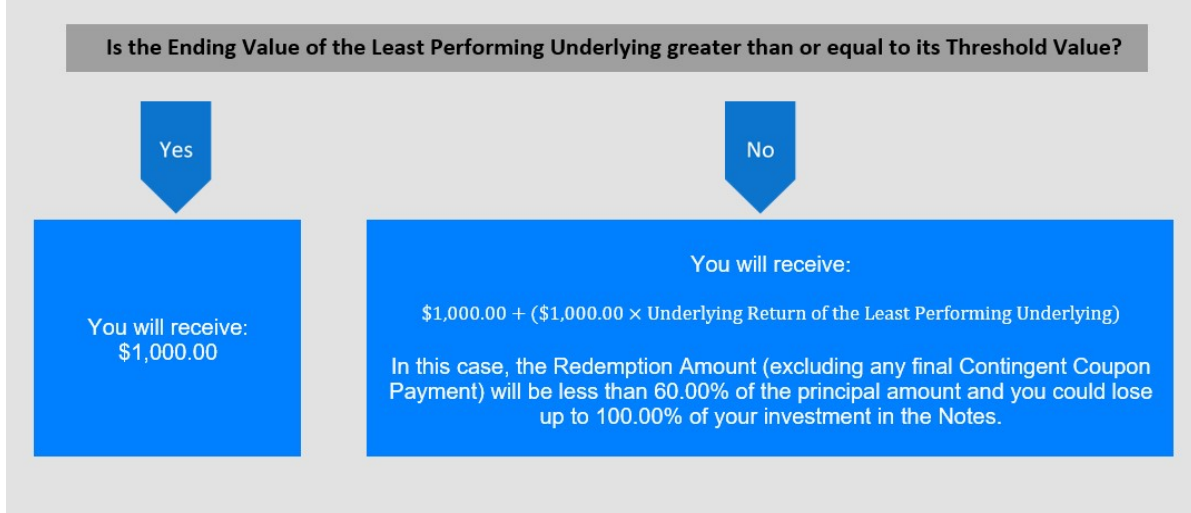 Is the Ending Value of the Least Performing Underlying greater than or equal to its Threshold Value?
Yes
No
You will receive:
$1,000.00
You will receive:
$1,000.00 + ($1,000.00 × Underlying Return of the Least Performing Underlying)
In this case, the Redemption Amount (excluding any final Contingent Coupon
Payment) will be less than 60.00% of the principal amount and you could lose
up to 100.00% of your investment in the Notes.